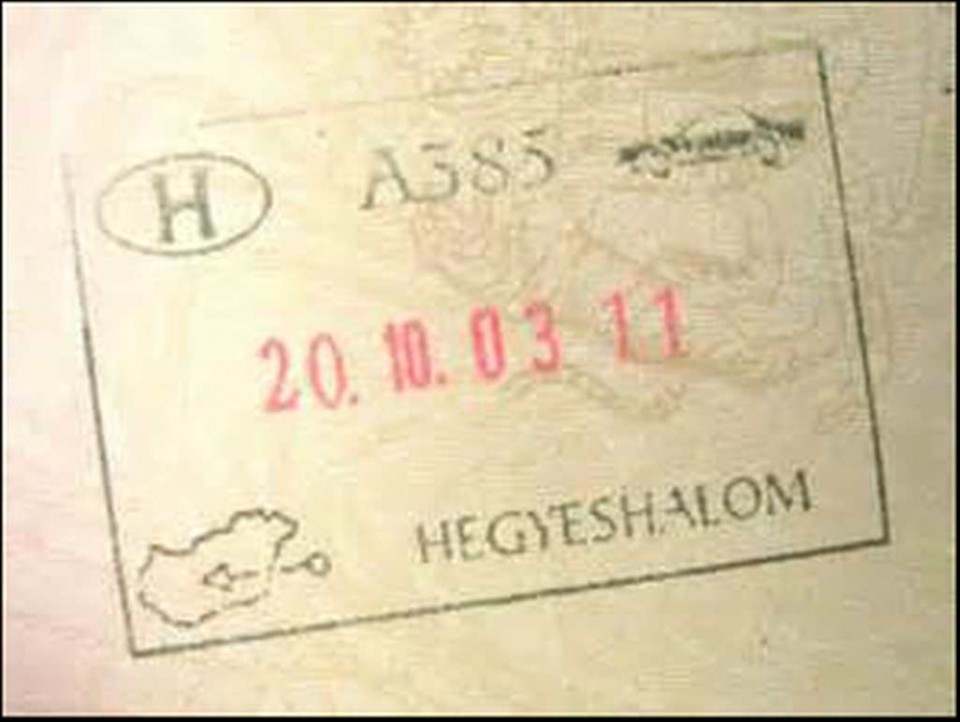 H A385
20. 10. 03 11
HEGYESHALOM